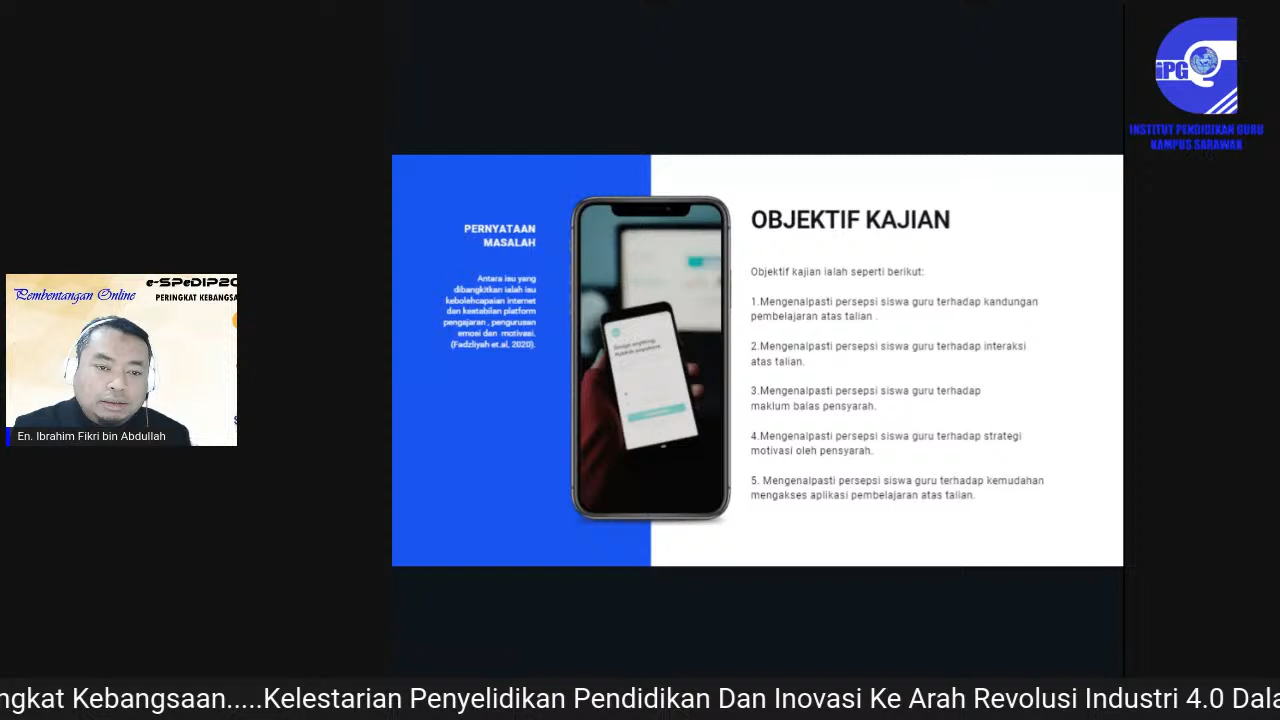 iPG
INSTITUT PENDIDIKAN GURU
KAMPUS SARAWAK
PERNYATAAN
MASALAH
Antara isu yang
dibangkitkan ialah isu
kebolehcapaian internet
dan kestabilan platform
pengajaran , pengurusan
emosi dan motivasi.
(Fadzliyah et.al, 2020).
OBJEKTIF KAJIAN
Objektif kajian ialah seperti berikut:
1.Mengenalpasti persepsi siswa guru terhadap kandungan
pembelajaran atas talian .
2.Mengenalpasti persepsi siswa guru terhadap interaksi
atas talian.
3.Mengenalpasti persepsi siswa guru terhadap
maklum balas pensyarah.
4.Mengenalpasti persepsi siswa guru terhadap strategi
motivasi oleh pensyarah.
5. Mengenalpasti persepsi siswa guru terhadap kemudahan
mengakses aplikasi pembelajaran atas talian.
e-SPeDIP20
Pembentangan Online
PERINGKAT KEBANGSA
En. Ibrahim Fikri bin Abdullah
ngkat Kebangsaan.....Kelestarian Penyelidikan Pendidikan Dan Inovasi Ke Arah Revolusi Industri 4.0 Dala